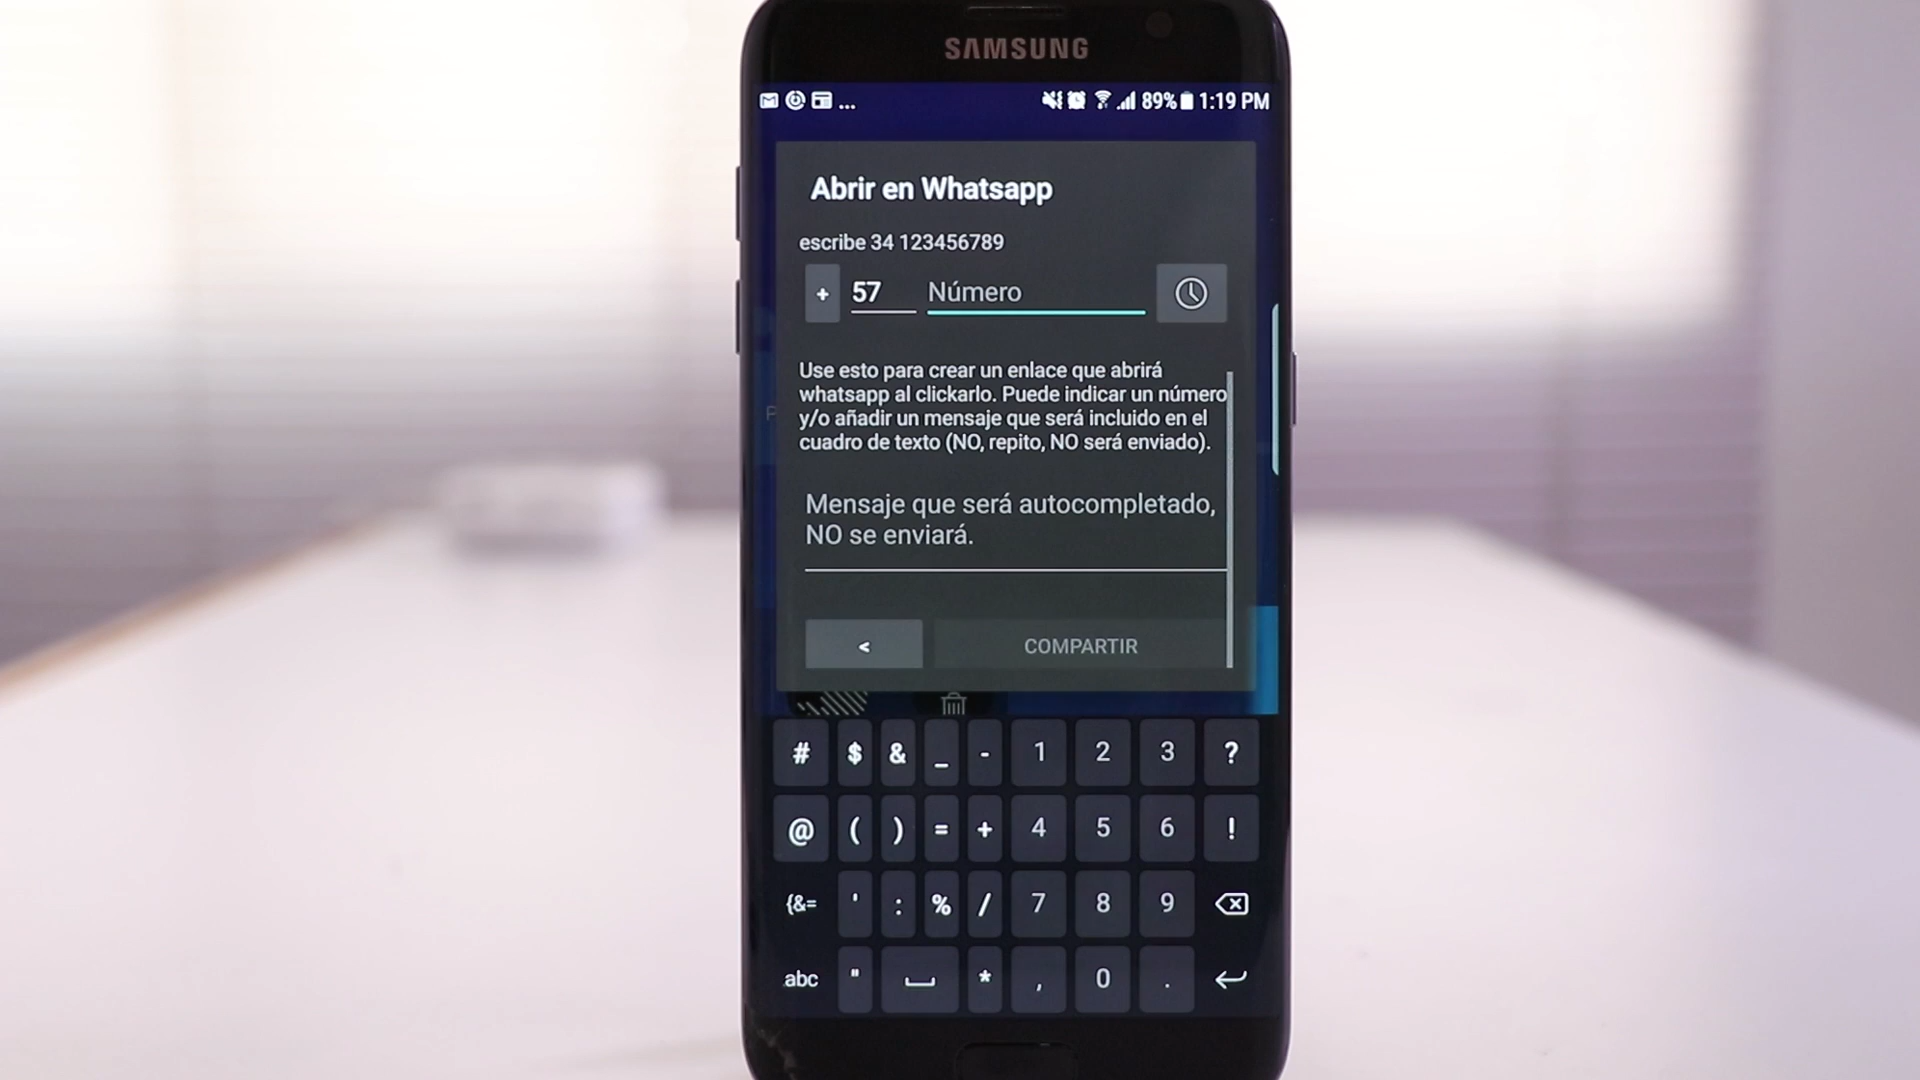 SAMSUNG
... 89% 1:19 PM
Abrir en Whatsapp
escribe 34 123456789
+ 57 Número
Use esto para crear un enlace que abrirá
whatsapp al clickarlo. Puede indicar un número
y/o añadir un mensaje que será incluido en el
cuadro de texto (NO, repito, NO será enviado).
Mensaje que será autocompletado,
NO se enviará.
< COMPARTIR
# $ & _ - 1 2 3 ?
@ ( ) = + 4 5 6 !
{&= ' : % / 7 8 9
abc " * , 0 .